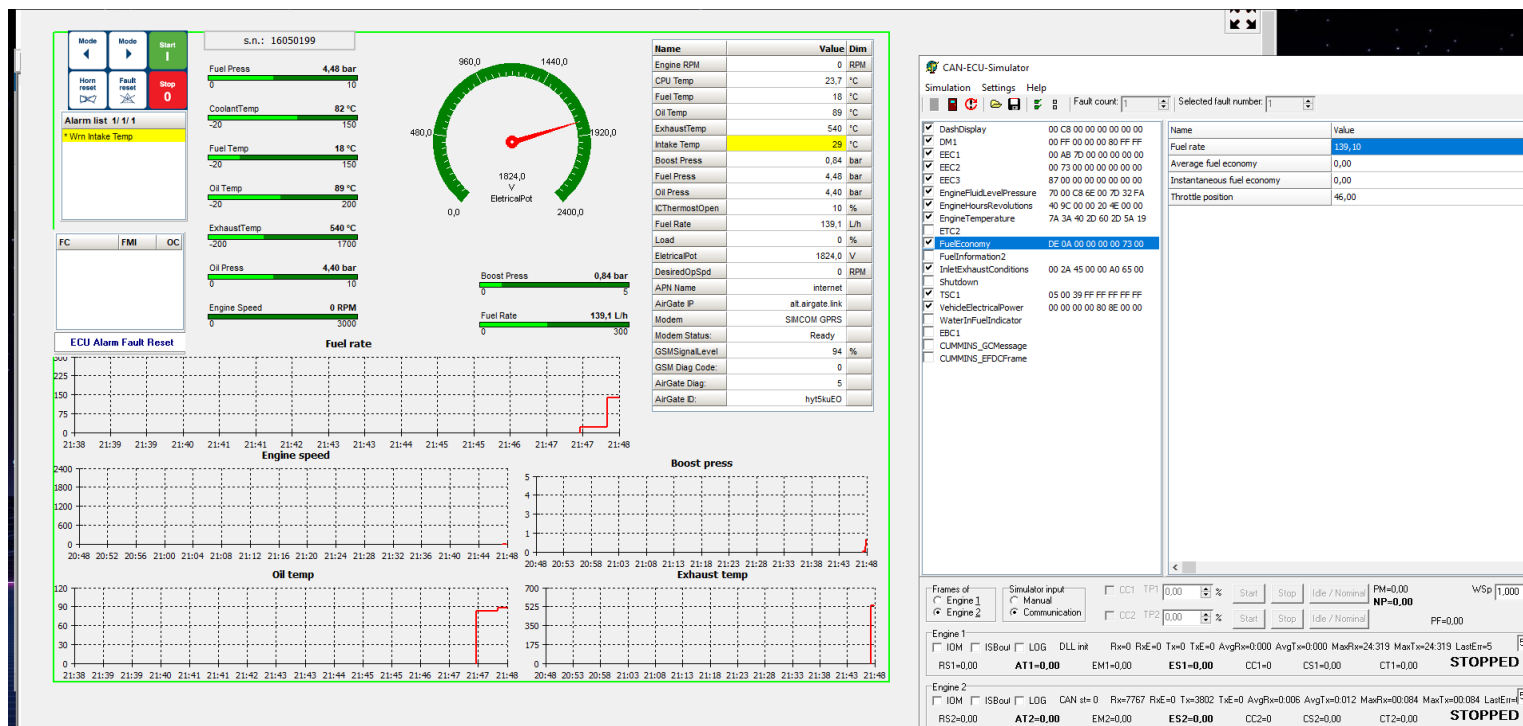 s.n.: 16050199
Mode
Mode
Start
I
Horn reset
Fault reset
Stop
0
Alarm list 1/ 1/ 1
* Wrn Intake Temp
FC FMI OC
ECU Alarm Fault Reset
Fuel Press 4,48 bar
0 10
CoolantTemp 82 °C
-20 150
Fuel Temp 18 °C
-20 150
Oil Temp 89 °C
-20 200
ExhaustTemp 540 °C
-200 1700
Oil Press 4,40 bar
0 10
Engine Speed 0 RPM
0 3000
960,0 1440,0
480,0 1920,0
1824,0
V
EletricalPot
0,0 2400,0
Boost Press 0,84 bar
0 5
Fuel Rate 139,1 L/h
0 300
Name Value Dim
Engine RPM 0 RPM
CPU Temp 23,7 °C
Fuel Temp 18 °C
Oil Temp 89 °C
ExhaustTemp 540 °C
Intake Temp 29 °C
Boost Press 0,84 bar
Fuel Press 4,48 bar
Oil Press 4,40 bar
ICThermostOpen 10 %
Fuel Rate 139,1 L/h
Load 0 %
EletricalPot 1824,0 V
DesiredOpSpd 0 RPM
APN Name internet
AirGate IP alt.airgate.link
Modem SIMCOM GPRS
Modem Status: Ready
GSMSignalLevel 94 %
GSM Diag Code: 0
AirGate Diag: 5
AirGate ID: hyt5kuEO
Fuel rate
300
225
150
75
0
21:38 21:39 21:39 21:40 21:41 21:41 21:42 21:43 21:43 21:44 21:45 21:45 21:46 21:47 21:47 21:48
Engine speed
2400
1800
1200
600
0
20:48 20:52 20:56 21:00 21:04 21:08 21:12 21:16 21:20 21:24 21:28 21:32 21:36 21:40 21:44 21:48
Boost press
5
4
3
1
0
20:48 20:53 20:58 21:03 21:08 21:13 21:18 21:23 21:28 21:33 21:38 21:43 21:48
Oil temp
120
90
60
30
0
21:38 21:39 21:39 21:40 21:41 21:41 21:42 21:43 21:43 21:44 21:45 21:45 21:46 21:47 21:47 21:48
Exhaust temp
700
525
350
175
0
20:48 20:53 20:58 21:03 21:08 21:13 21:18 21:23 21:28 21:33 21:38 21:43 21:48
CAN-ECU-Simulator
Simulation Settings Help
Fault count: 1 Selected fault number: 1
DashDisplay 00 C8 00 00 00 00 00 00
DM1 00 FF 00 00 00 80 FF FF
EEC1 00 AB 7D 00 00 00 00 00
EEC2 00 73 00 00 00 00 00 00
EEC3 87 00 00 00 00 00 00 00
EngineFluidLevelPressure 70 00 C8 6E 00 7D 32 FA
EngineHoursRevolutions 40 9C 00 00 20 4E 00 00
EngineTemperature 7A 3A 40 2D 60 2D 5A 19
ETC2
FuelEconomy DE 0A 00 00 00 00 73 00
FuelInformation2
InletExhaustConditions 00 2A 45 00 00 A0 65 00
Shutdown
TSC1 05 00 39 FF FF FF FF FF
VehicleElectricalPower 00 00 00 00 80 8E 00 00
WaterInFuelIndicator
EBC1
CUMMINS_GCMessage
CUMMINS_EFDCFrame
Name Value
Fuel rate 139,10
Average fuel economy 0,00
Instantaneous fuel economy 0,00
Throttle position 46,00
Frames of
Engine 1
Engine 2
Simulator input
Manual
Communication
CC1 TP1 0,00 % Start Stop Idle / Nominal PM=0,00 WSp 1,000
NP=0,00
CC2 TP2 0,00 % Start Stop Idle / Nominal PF=0,00
Engine 1
IOM ISBout LOG DLL init Rx=0 RxE=0 Tx=0 TxE=0 AvgRx=0:000 AvgTx=0:000 MaxRx=24:319 MaxTx=24:319 LastErr=5
RS1=0,00 AT1=0,00 EM1=0,00 ES1=0,00 CC1=0 CS1=0,00 CT1=0,00 STOPPED
Engine 2
IOM ISBout LOG CAN st= 0 Rx=7767 RxE=0 Tx=3802 TxE=0 AvgRx=0:006 AvgTx=0:012 MaxRx=00:084 MaxTx=00:084
RS2=0,00 AT2=0,00 EM2=0,00 ES2=0,00 CC2=0 CS2=0,00 CT2=0,00 STOPPED